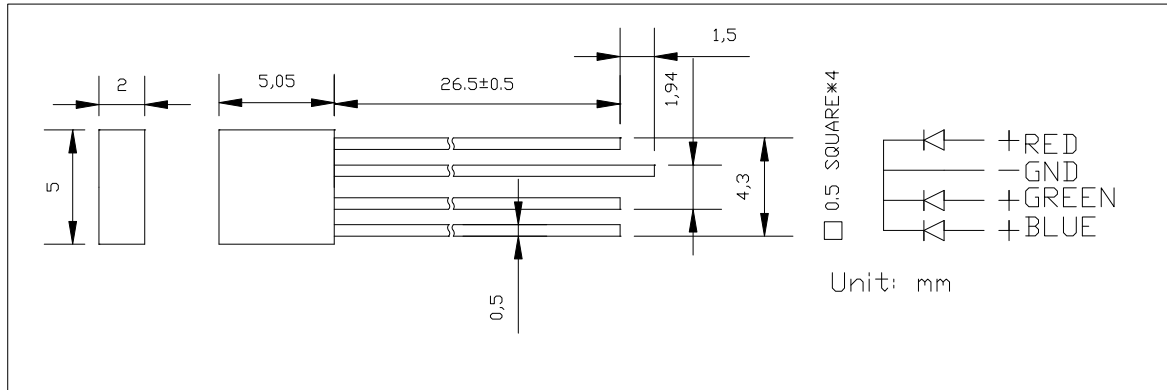 1,5
2
5,05
26.5±0.5
1,94
5
4,3
0.5 SQUARE*4
0,5
+RED
-GND
+GREEN
+BLUE
Unit: mm